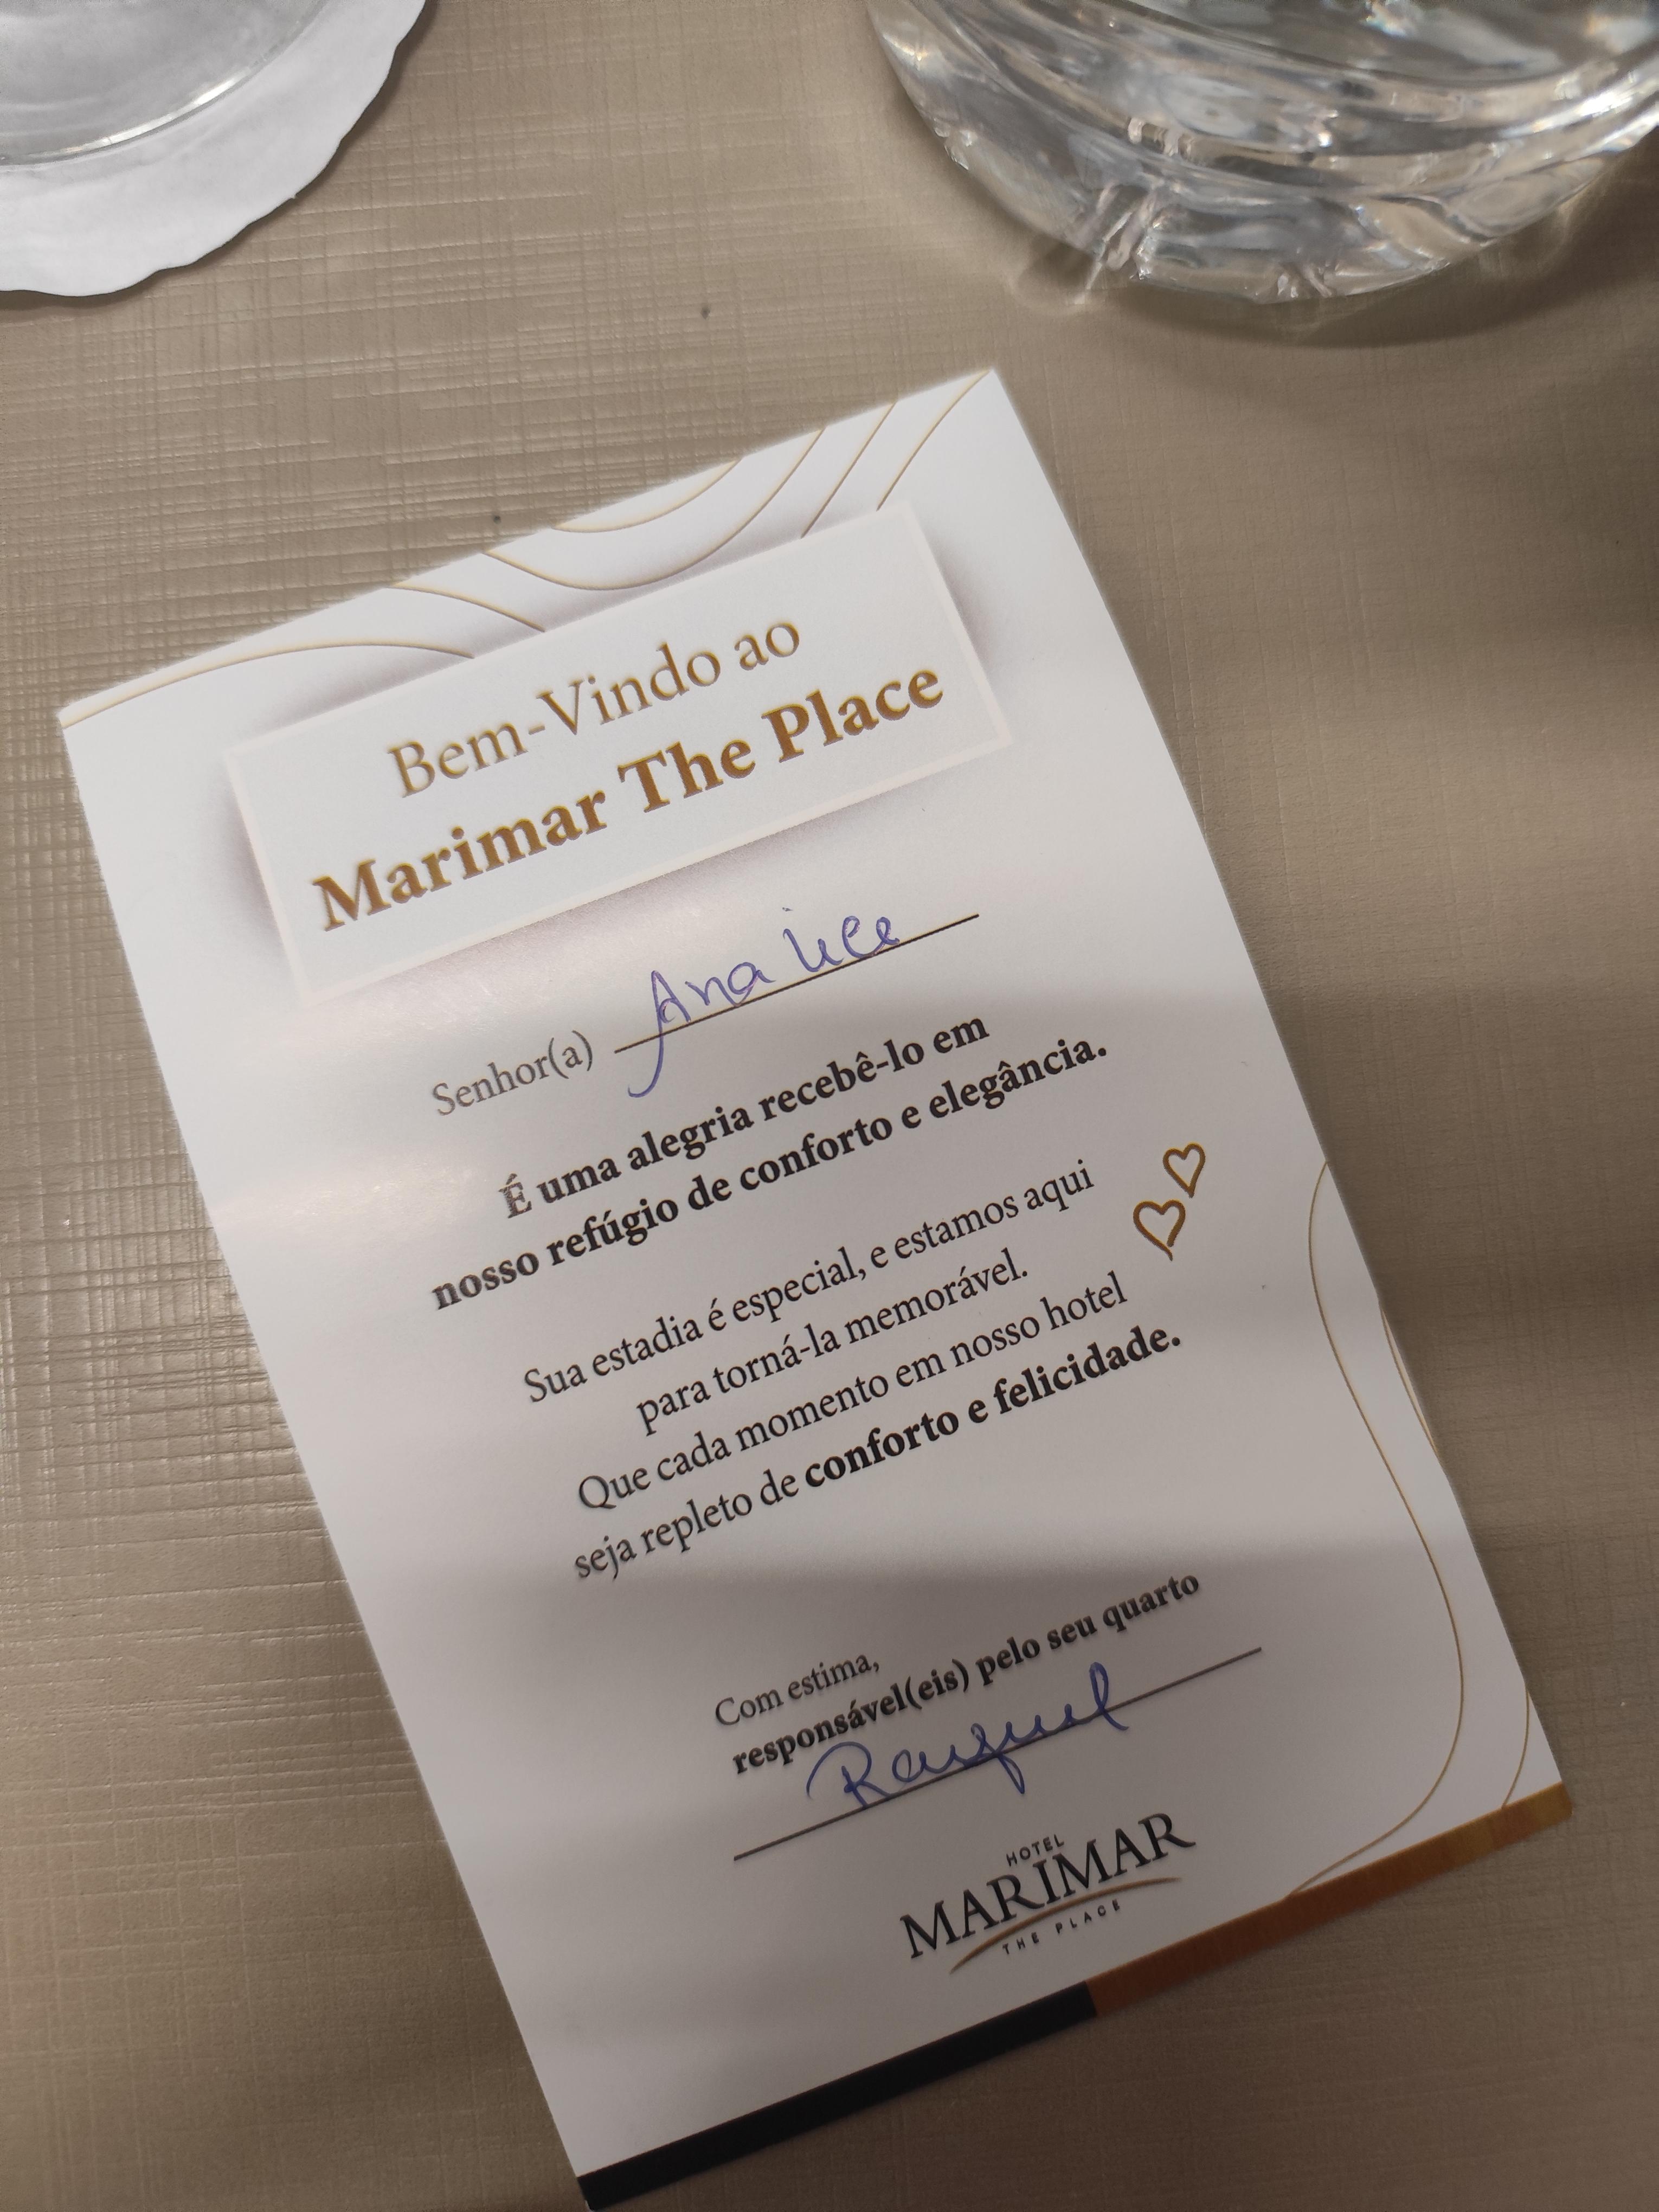 Bem-Vindo ao
Marimar The Place
Senhor(a) Ana
É uma alegria recebê-lo em
nosso refúgio de conforto e elegância.
Sua estadia é especial, e estamos aqui
para torná-la memorável.
Que cada momento em nosso hotel
seja repleto de conforto e felicidade.
Com estima,
responsável(eis) pelo seu quarto
Raquel
HOTEL
MARIMAR
THE PLACE